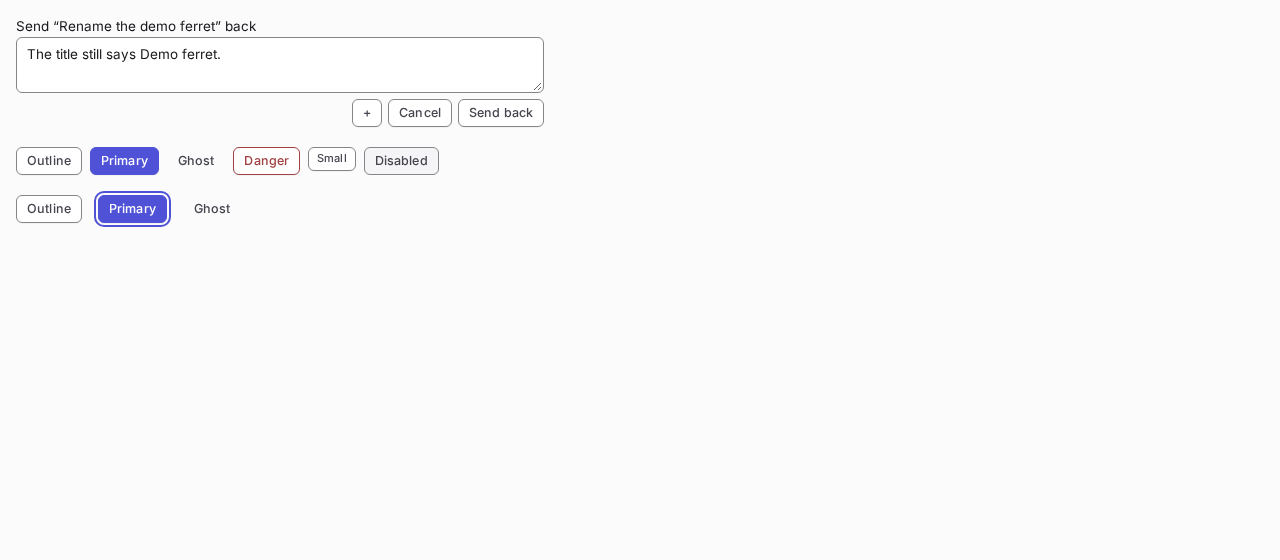 Send “Rename the demo ferret” back
The title still says Demo ferret.
+ Cancel Send back
Outline Primary Ghost Danger Small Disabled
Outline Primary Ghost